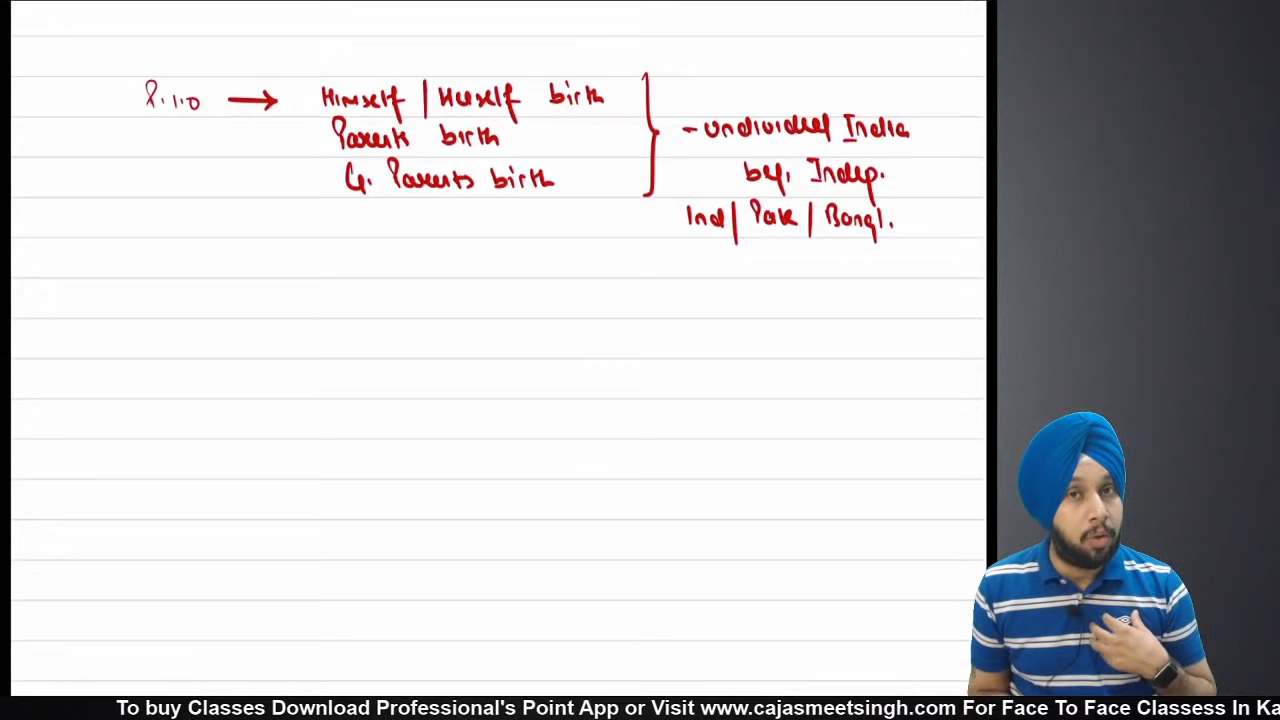 P.I.O → Himself | Herself birth
Parents birth
G. Parents birth
- undivided India
bef. Indep.
Ind | Pak | Bangl.
To buy Classes Download Professional's Point App or Visit www.cajasmeetsingh.com For Face To Face Classess In Ka